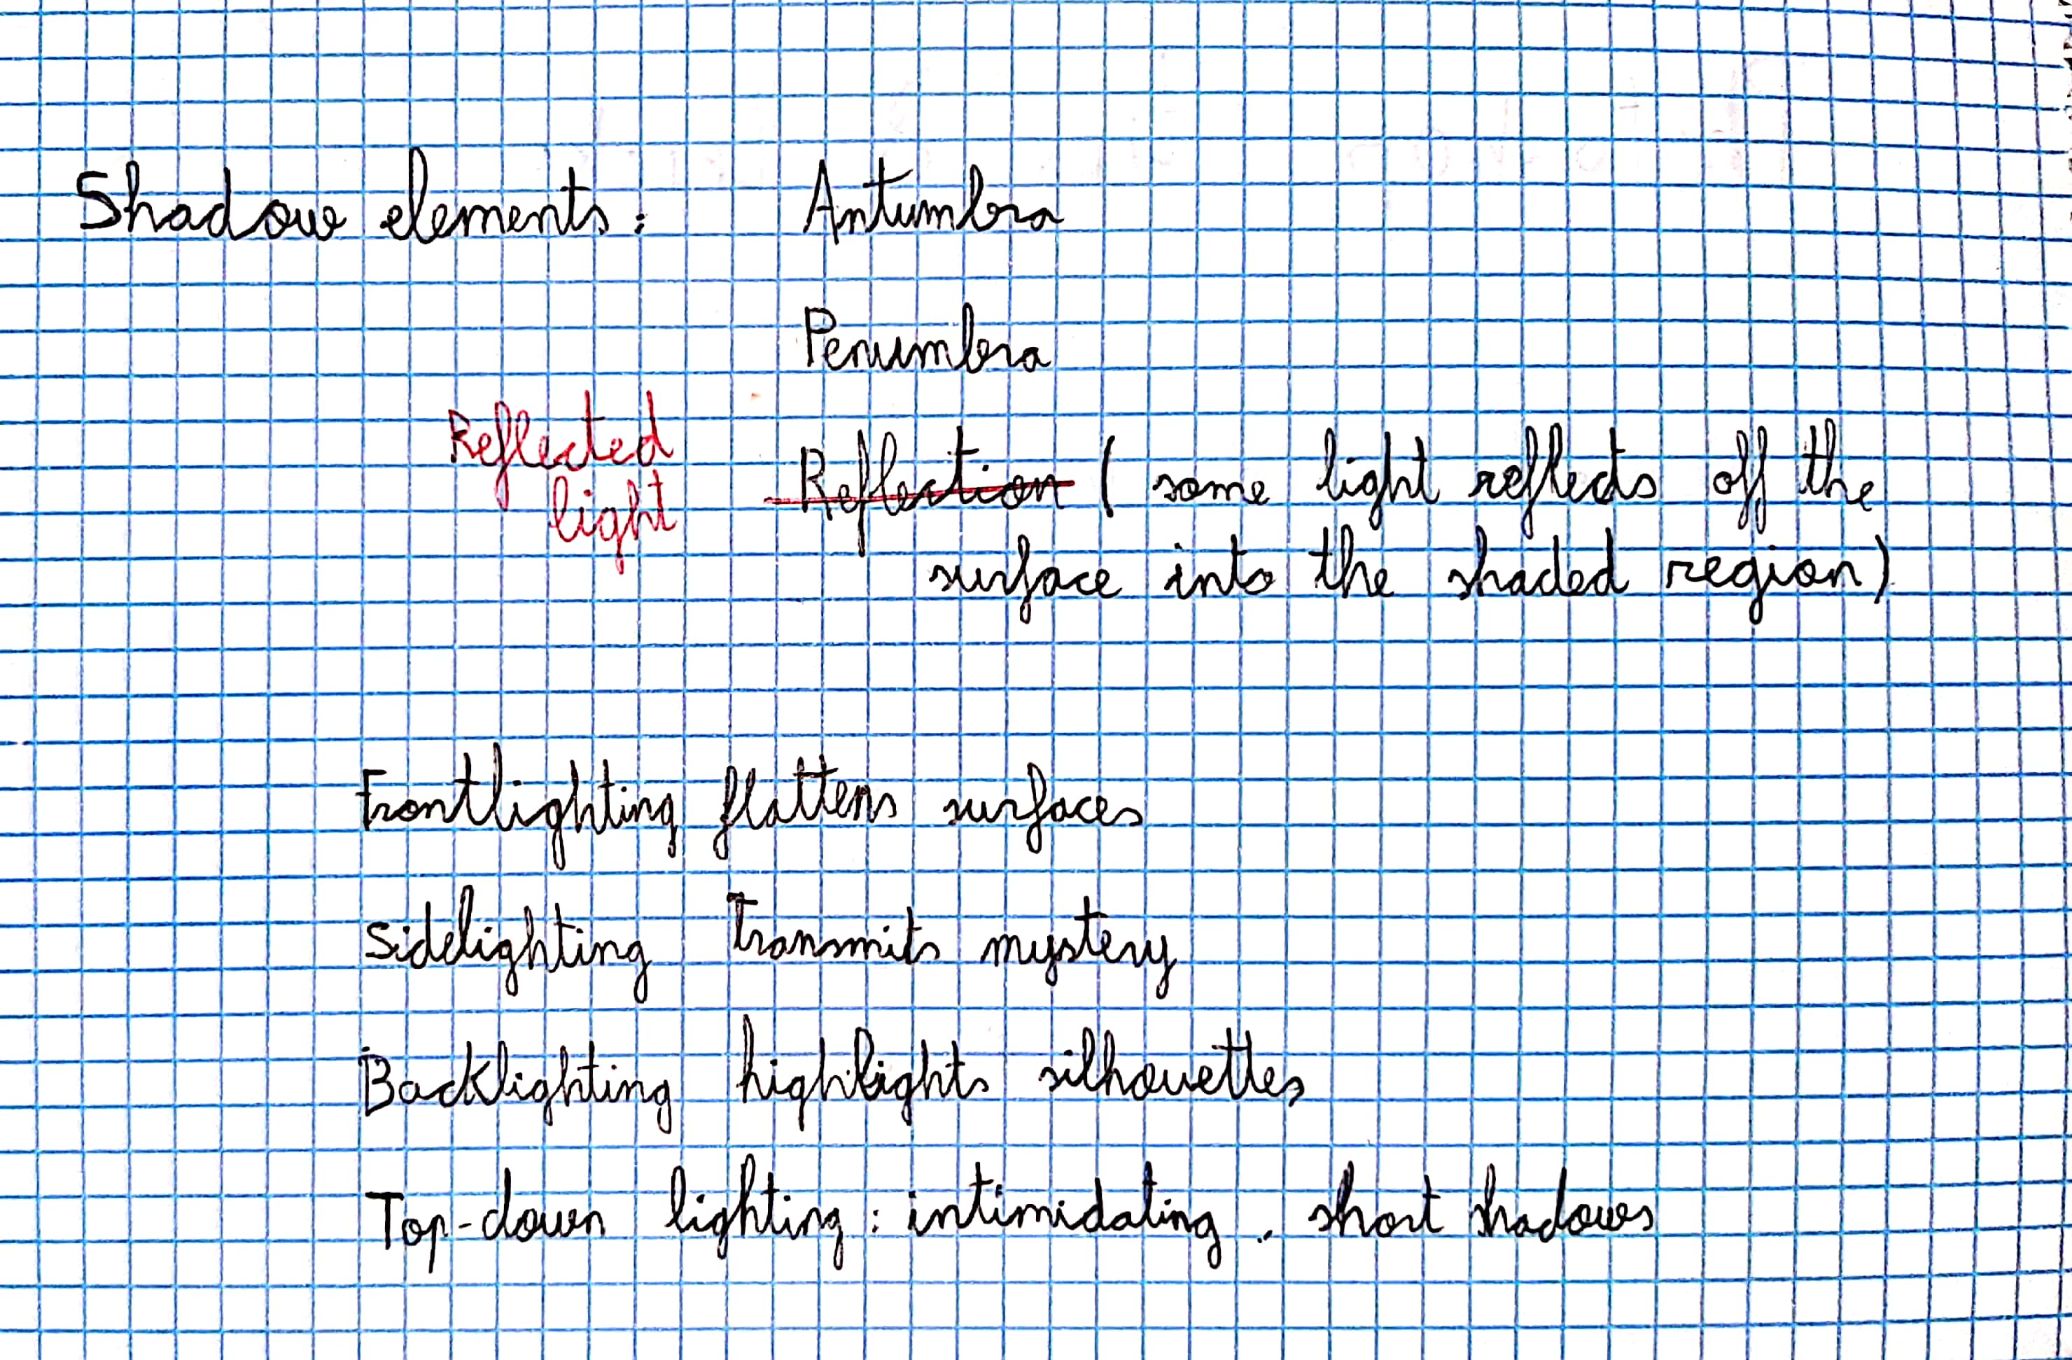 Shadow elements: Antumbra
Penumbra
Reflected
light
Reflection (some light reflects off the
surface into the shaded region)
Frontlighting flattens surfaces
Sidelighting transmits mystery
Backlighting highlights silhouettes
Top-down lighting: intimidating, short shadows